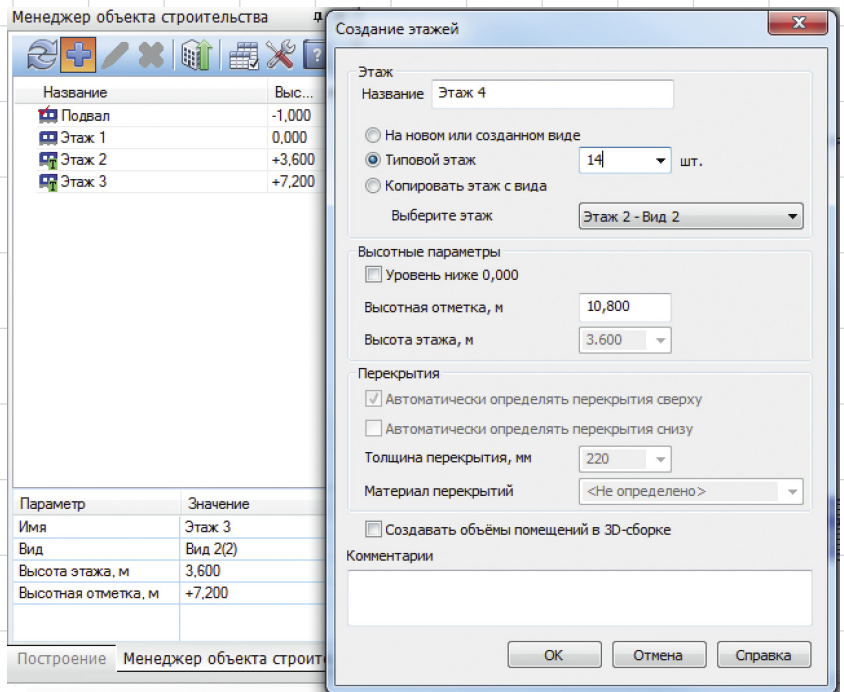 Менеджер объекта строительства
Название Выс...
Подвал -1,000
Этаж 1 0,000
Этаж 2 +3,600
Этаж 3 +7,200
Параметр Значение
Имя Этаж 3
Вид Вид 2(2)
Высота этажа, м 3,600
Высотная отметка, м +7,200
Построение Менеджер объекта строит
Создание этажей
Этаж
Название Этаж 4
На новом или созданном виде
Типовой этаж 14 шт.
Копировать этаж с вида
Выберите этаж Этаж 2 - Вид 2
Высотные параметры
Уровень ниже 0,000
Высотная отметка, м 10,800
Высота этажа, м 3.600
Перекрытия
Автоматически определять перекрытия сверху
Автоматически определять перекрытия снизу
Толщина перекрытия, мм 220
Материал перекрытий <Не определено>
Создавать объёмы помещений в 3D-сборке
Комментарии
ОК Отмена Справка